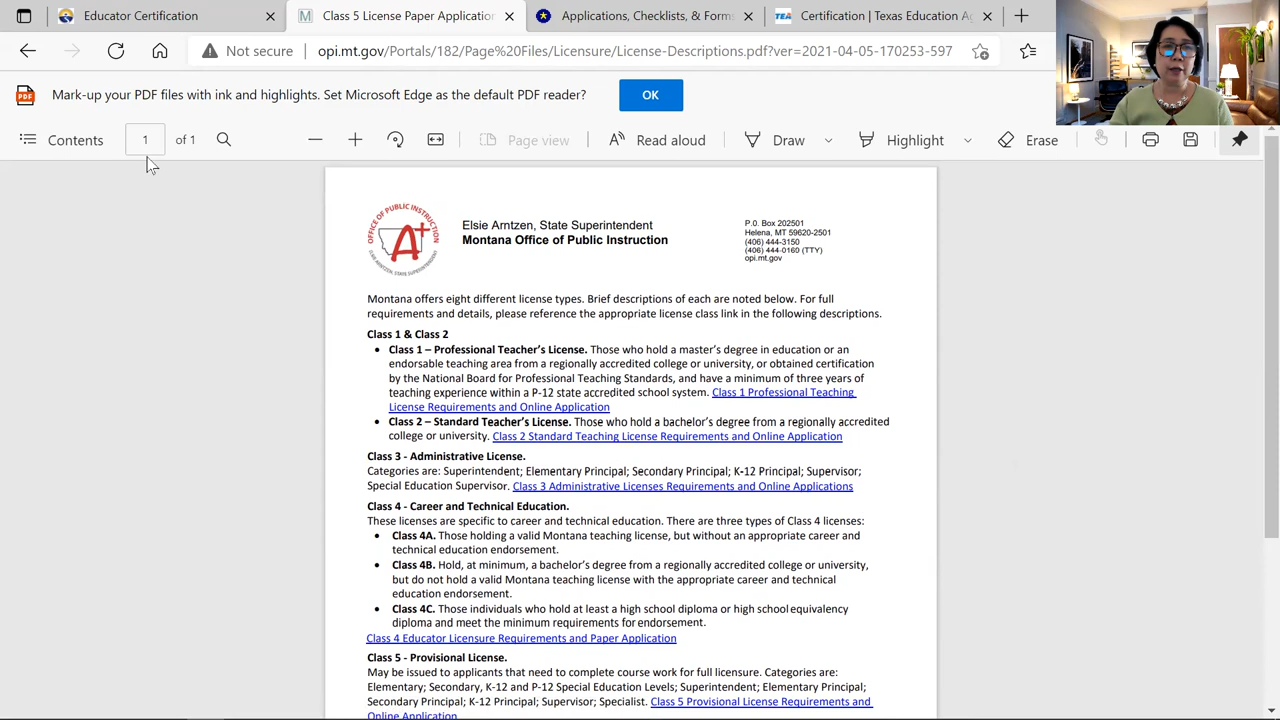 Educator Certification
Class 5 License Paper Application
Applications, Checklists, & Forms
TEA
Certification | Texas Education Ag
Not secure
opi.mt.gov/Portals/182/Page%20Files/Licensure/License-Descriptions.pdf?ver=2021-04-05-170253-597
PDF
Mark-up your PDF files with ink and highlights. Set Microsoft Edge as the default PDF reader?
OK
Contents
1
of 1
Page view
Read aloud
Draw
Highlight
Erase
OFFICE OF PUBLIC INSTRUCTION
A+
ELSIE ARNTZEN, STATE SUPERINTENDENT
Elsie Arntzen, State Superintendent
Montana Office of Public Instruction
P.O. Box 202501
Helena, MT 59620-2501
(406) 444-3150
(406) 444-0160 (TTY)
opi.mt.gov
Montana offers eight different license types. Brief descriptions of each are noted below. For full
requirements and details, please reference the appropriate license class link in the following descriptions.
Class 1 & Class 2
• Class 1 – Professional Teacher's License. Those who hold a master's degree in education or an
endorsable teaching area from a regionally accredited college or university, or obtained certification
by the National Board for Professional Teaching Standards, and have a minimum of three years of
teaching experience within a P-12 state accredited school system. Class 1 Professional Teaching
License Requirements and Online Application
• Class 2 – Standard Teacher's License. Those who hold a bachelor's degree from a regionally accredited
college or university. Class 2 Standard Teaching License Requirements and Online Application
Class 3 - Administrative License.
Categories are: Superintendent; Elementary Principal; Secondary Principal; K-12 Principal; Supervisor;
Special Education Supervisor. Class 3 Administrative Licenses Requirements and Online Applications
Class 4 - Career and Technical Education.
These licenses are specific to career and technical education. There are three types of Class 4 licenses:
• Class 4A. Those holding a valid Montana teaching license, but without an appropriate career and
technical education endorsement.
• Class 4B. Hold, at minimum, a bachelor's degree from a regionally accredited college or university,
but do not hold a valid Montana teaching license with the appropriate career and technical
education endorsement.
• Class 4C. Those individuals who hold at least a high school diploma or high school equivalency
diploma and meet the minimum requirements for endorsement.
Class 4 Educator Licensure Requirements and Paper Application
Class 5 - Provisional License.
May be issued to applicants that need to complete course work for full licensure. Categories are:
Elementary; Secondary, K-12 and P-12 Special Education Levels; Superintendent; Elementary Principal;
Secondary Principal; K-12 Principal; Supervisor; Specialist. Class 5 Provisional License Requirements and
Online Application